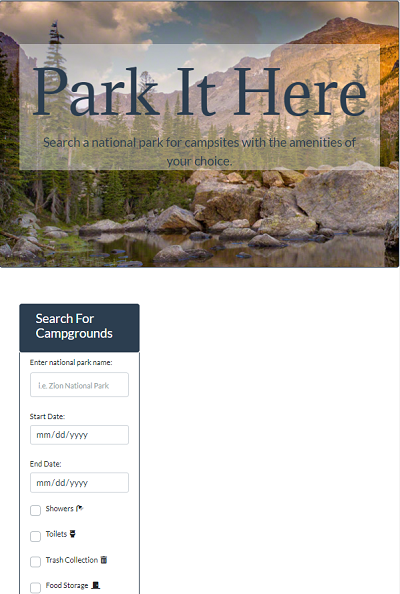 Park It Here
Search a national park for campsites with the amenities of
your choice.
Search For
Campgrounds
Enter national park name:
i.e. Zion National Park
Start Date:
mm/dd/yyyy
End Date:
mm/dd/yyyy
Showers
Toilets
Trash Collection
Food Storage